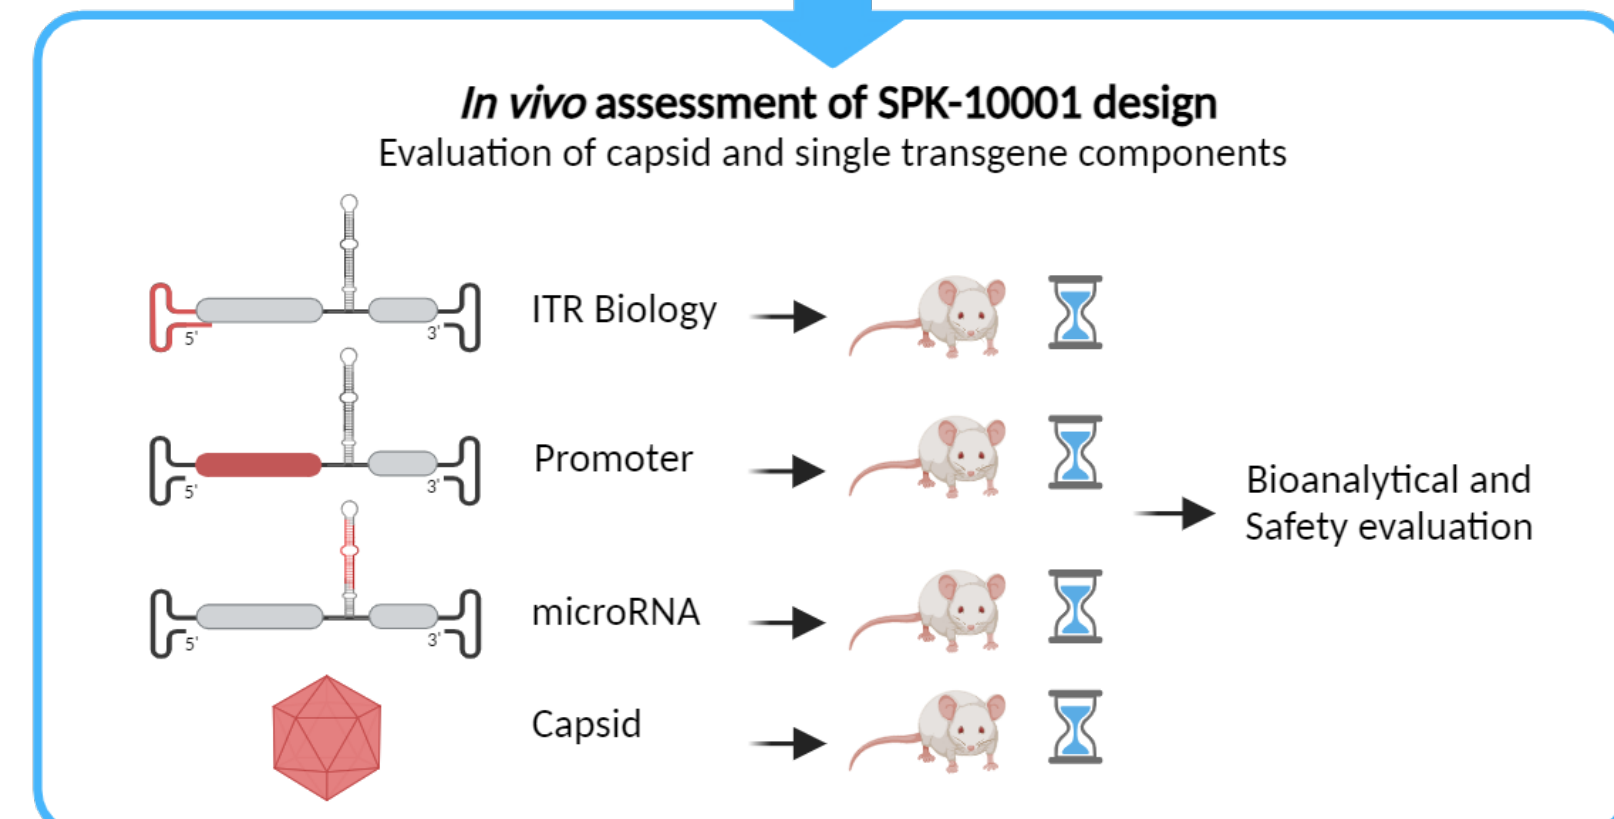 In vivo assessment of SPK-10001 design
Evaluation of capsid and single transgene components
5'
3'
ITR Biology
5'
3'
Promoter
Bioanalytical and
Safety evaluation
5'
3'
microRNA
Capsid